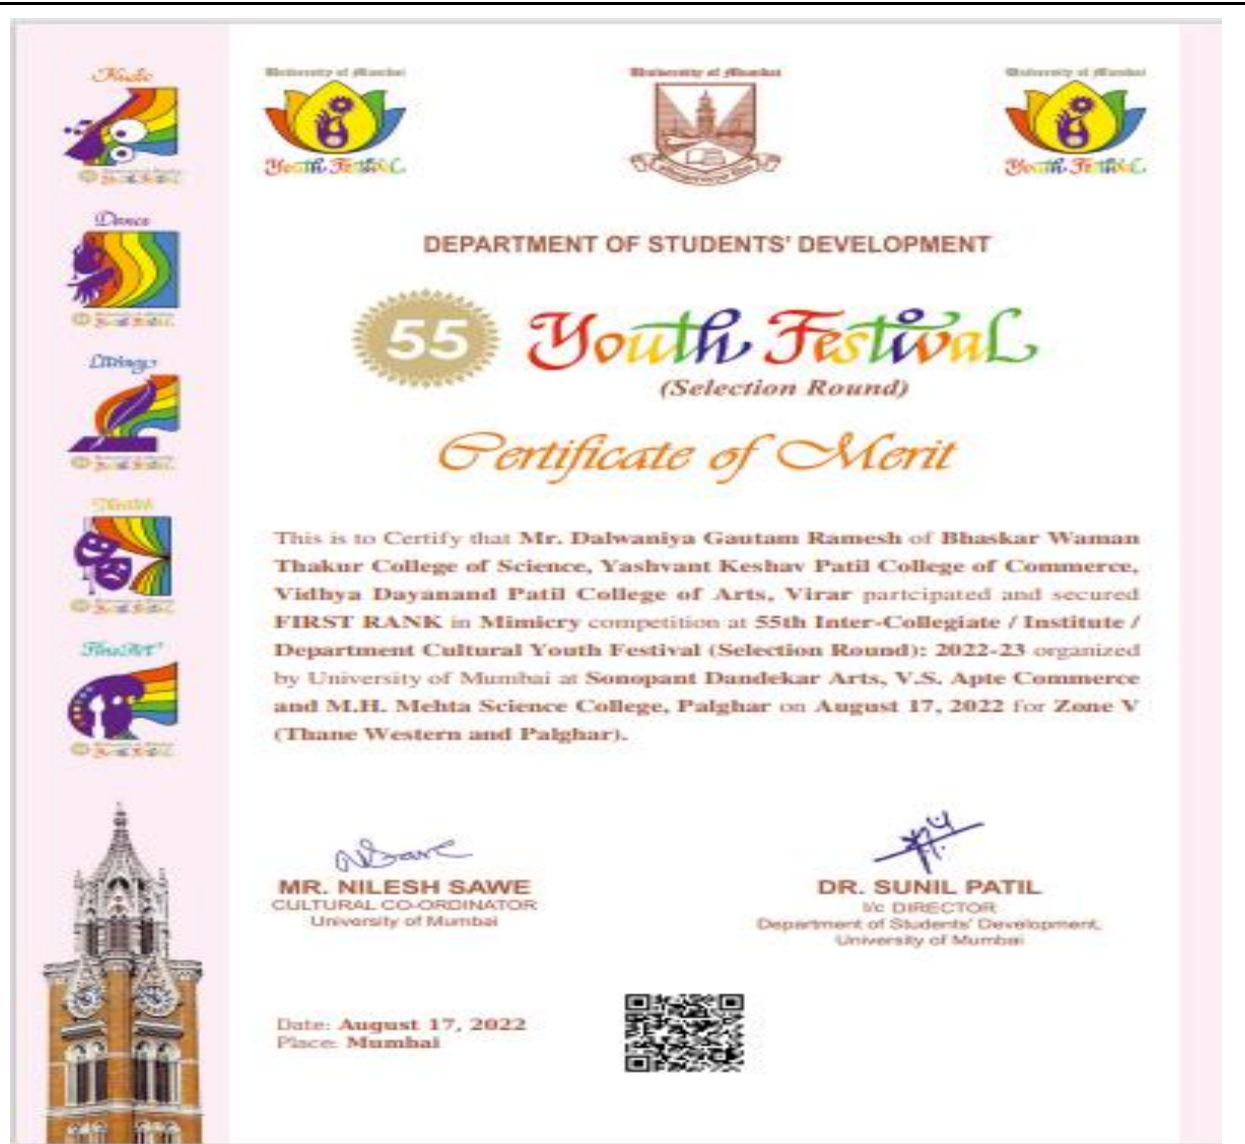 Music
University of Mumbai
Youth Festival
University of Mumbai
University of Mumbai
Youth Festival
Dance
DEPARTMENT OF STUDENTS' DEVELOPMENT
55 Youth Festival
(Selection Round)
Literary
Certificate of Merit
Theatre
This is to Certify that Mr. Dalwaniya Gautam Ramesh of Bhaskar Waman
Thakur College of Science, Yashvant Keshav Patil College of Commerce,
Vidhya Dayanand Patil College of Arts, Virar partcipated and secured
FIRST RANK in Mimicry competition at 55th Inter-Collegiate / Institute /
Department Cultural Youth Festival (Selection Round): 2022-23 organized
by University of Mumbai at Sonopant Dandekar Arts, V.S. Apte Commerce
and M.H. Mehta Science College, Palghar on August 17, 2022 for Zone V
(Thane Western and Palghar).
Fine Art
MR. NILESH SAWE
CULTURAL CO-ORDINATOR
University of Mumbai
DR. SUNIL PATIL
I/c DIRECTOR
Department of Students' Development,
University of Mumbai
Date: August 17, 2022
Place: Mumbai